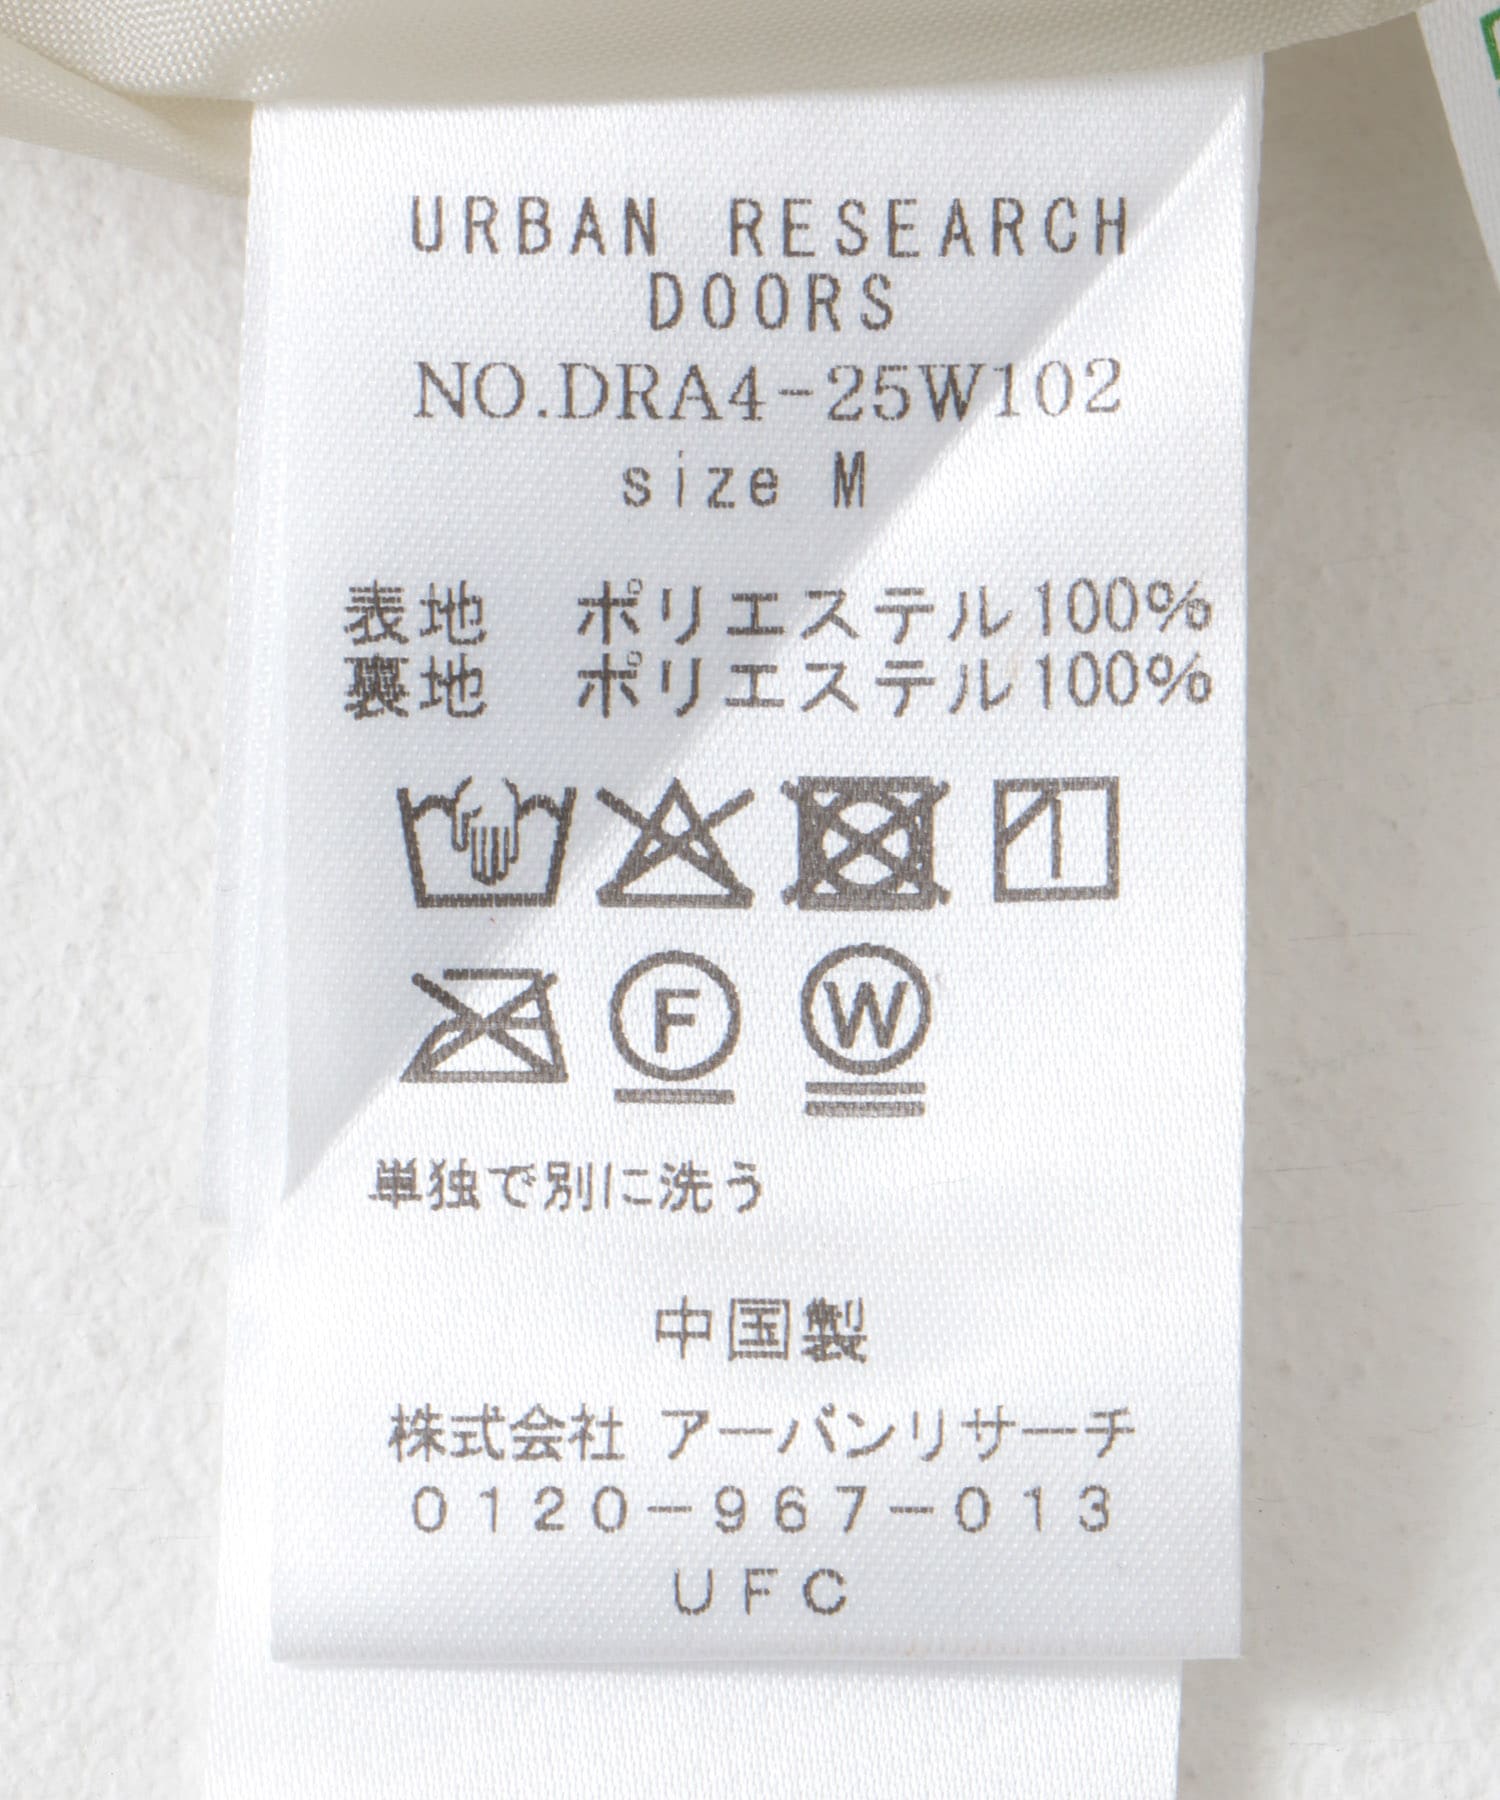 URBAN RESEARCH
DOORS
NO.DRA4-25W102
size M
表地 ポリエステル100%
裏地 ポリエステル100%
F W
単独で別に洗う
中国製
株式会社 アーバンリサーチ
0120-967-013
UFC